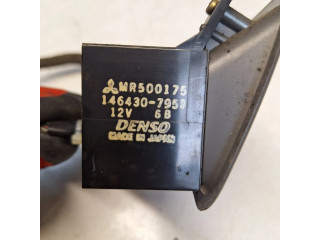 MR500175
146430-7950
12V 6B
DENSO
MADE IN JAPAN